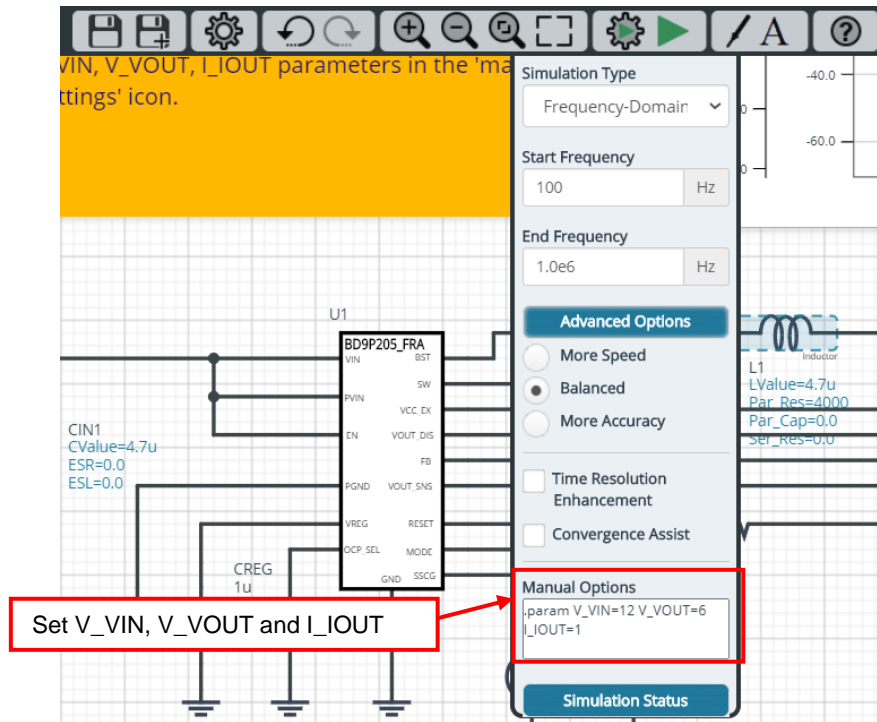 VIN, V_VOUT, I_IOUT parameters in the 'ma
ttings' icon.
A
?
Simulation Type
Frequency-Domain
Start Frequency
100 Hz
End Frequency
1.0e6 Hz
Advanced Options
More Speed
Balanced
More Accuracy
Time Resolution
Enhancement
Convergence Assist
Manual Options
.param V_VIN=12 V_VOUT=6
I_IOUT=1
Simulation Status
-40.0
-60.0
U1
BD9P205_FRA
VIN BST
SW
PVIN
VCC_EX
EN VOUT_DIS
FB
PGND VOUT_SNS
VREG RESET
OCP_SEL MODE
GND SSCG
CIN1
CValue=4.7u
ESR=0.0
ESL=0.0
CREG
1u
Inductor
L1
LValue=4.7u
Par_Res=4000
Par_Cap=0.0
Ser_Res=0.0
Set V_VIN, V_VOUT and I_IOUT